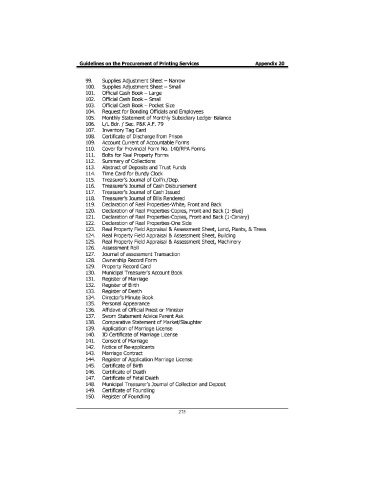 Guidelines on the Procurement of Printing Services Appendix 20
99. Supplies Adjustment Sheet – Narrow
100. Supplies Adjustment Sheet – Small
101. Official Cash Book – Large
102. Official Cash Book – Small
103. Official Cash Book – Pocket Size
104. Request for Bonding Officials and Employees
105. Monthly Statement of Monthly Subsidiary Ledger Balance
106. L/L Bdr. / Sec. P&K A.F. 79
107. Inventory Tag Card
108. Certificate of Discharge from Prison
109. Account Current of Accountable Forms
110. Cover for Provincial Form No. 140/RPA Forms
111. Bolts for Real Property Forms
112. Summary of Collections
113. Abstract of Deposits and Trust Funds
114. Time Card for Bundy Clock
115. Treasurer's Journal of Col'n./Dep.
116. Treasurer's Journal of Cash Disbursement
117. Treasurer's Journal of Cash Issued
118. Treasurer's Journal of Bills Rendered
119. Declaration of Real Properties-White, Front and Back
120. Declaration of Real Properties-Copies, Front and Back (1-Blue)
121. Declaration of Real Properties-Copies, Front and Back (1-Canary)
122. Declaration of Real Properties-One Side
123. Real Property Field Appraisal & Assessment Sheet, Land, Plants, & Trees
124. Real Property Field Appraisal & Assessment Sheet, Building
125. Real Property Field Appraisal & Assessment Sheet, Machinery
126. Assessment Roll
127. Journal of assessment Transaction
128. Ownership Record Form
129. Property Record Card
130. Municipal Treasurer's Account Book
131. Register of Marriage
132. Register of Birth
133. Register of Death
134. Director's Minute Book
135. Personal Appearance
136. Affidavit of Official Priest or Minister
137. Sworn Statement Advice Parent Ask
138. Comparative Statement of Market/Slaughter
139. Application of Marriage License
140. ID Certificate of Marriage License
141. Consent of Marriage
142. Notice of Re-applicants
143. Marriage Contract
144. Register of Application Marriage License
145. Certificate of Birth
146. Certificate of Death
147. Certificate of Fetal Death
148. Municipal Treasurer's Journal of Collection and Deposit
149. Certificate of Foundling
150. Register of Foundling